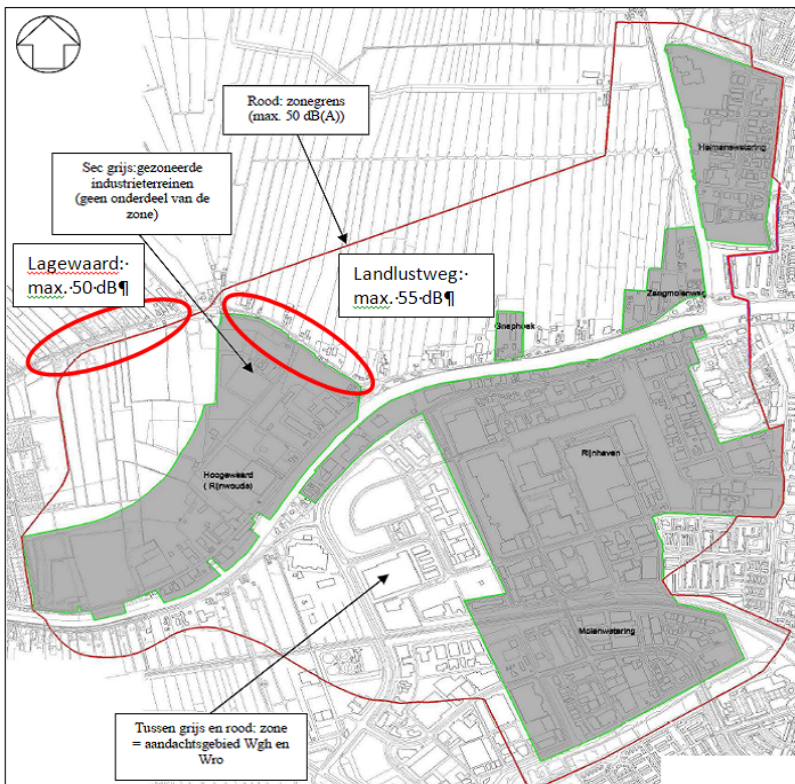 Rood: zonegrens
(max. 50 dB(A))
Heimanswetering
Sec grijs:gezoneerde
industrieterreinen
(geen onderdeel van de
zone)
Lagewaard:·
max.·50·dB¶
Landlustweg:·
max.·55·dB¶
Zaagmolenweg
Gnephoek
Hoogewaard
( Rijnwoude)
Rijnhaven
Molenwetering
Tussen grijs en rood: zone
= aandachtsgebied Wgh en
Wro